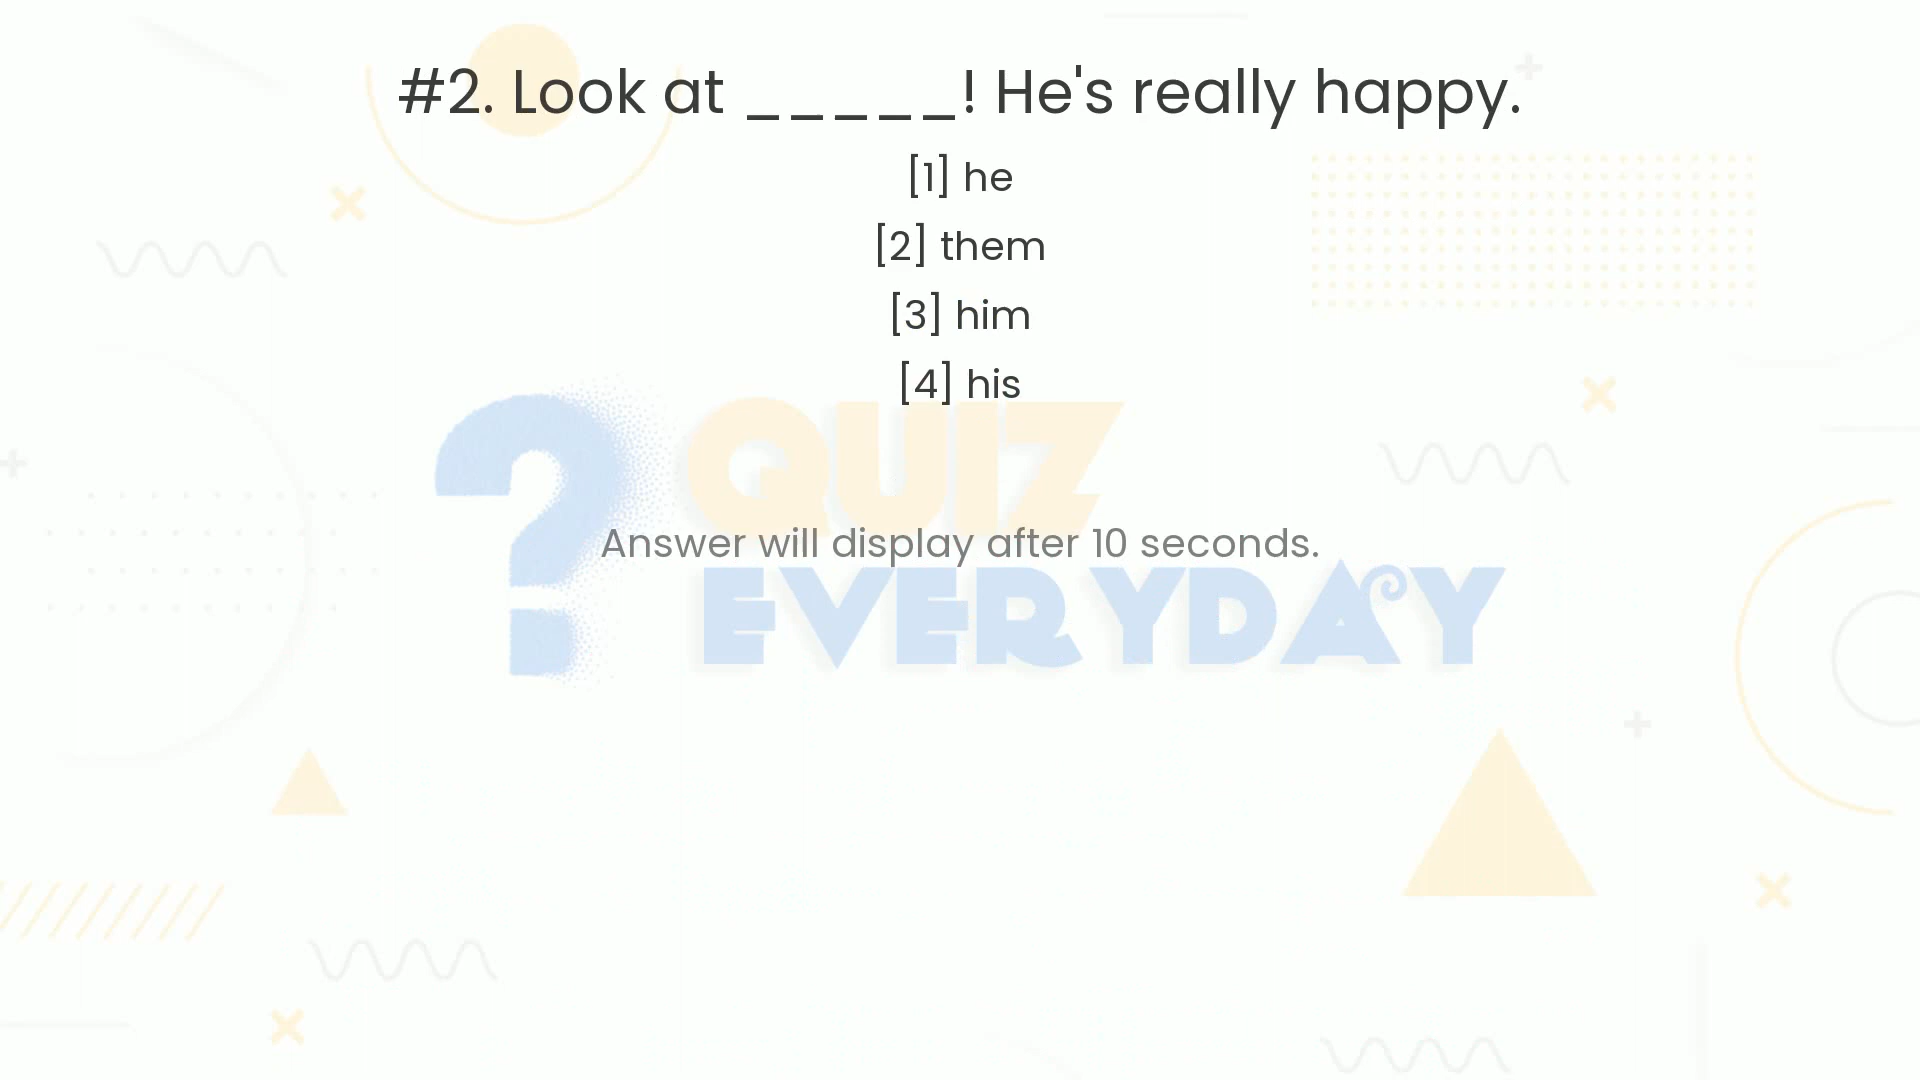 #2. Look at _____! He's really happy.
[1] he
[2] them
[3] him
[4] his
QUIZ
Answer will display after 10 seconds.
EVERYDAY